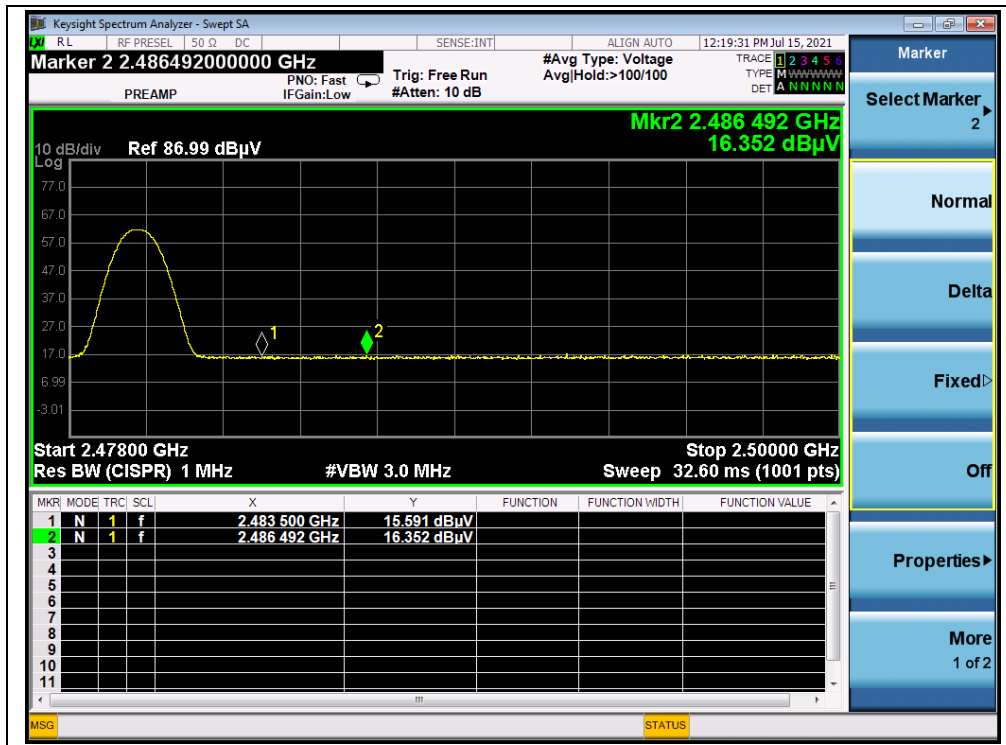 Keysight Spectrum Analyzer - Swept SA
LXI RL RF PRESEL 50 Ω DC SENSE:INT ALIGN AUTO 12:19:31 PM Jul 15, 2021
Marker 2 2.486492000000 GHz
PREAMP
PNO: Fast
IFGain:Low
Trig: Free Run
#Atten: 10 dB
#Avg Type: Voltage
Avg|Hold:>100/100
TRACE 1 2 3 4 5 6
TYPE M WWWWW
DET A N N N N N
Mkr2 2.486 492 GHz
16.352 dBµV
10 dB/div Ref 86.99 dBµV
Log
77.0
67.0
57.0
47.0
37.0
27.0
17.0
6.99
-3.01
1
2
Start 2.47800 GHz Stop 2.50000 GHz
Res BW (CISPR) 1 MHz #VBW 3.0 MHz Sweep 32.60 ms (1001 pts)
MKR MODE TRC SCL X Y FUNCTION FUNCTION WIDTH FUNCTION VALUE
1 N 1 f 2.483 500 GHz 15.591 dBµV
2 N 1 f 2.486 492 GHz 16.352 dBµV
3
4
5
6
7
8
9
10
11
MSG STATUS
Marker
Select Marker
2
Normal
Delta
Fixed
Off
Properties
More
1 of 2